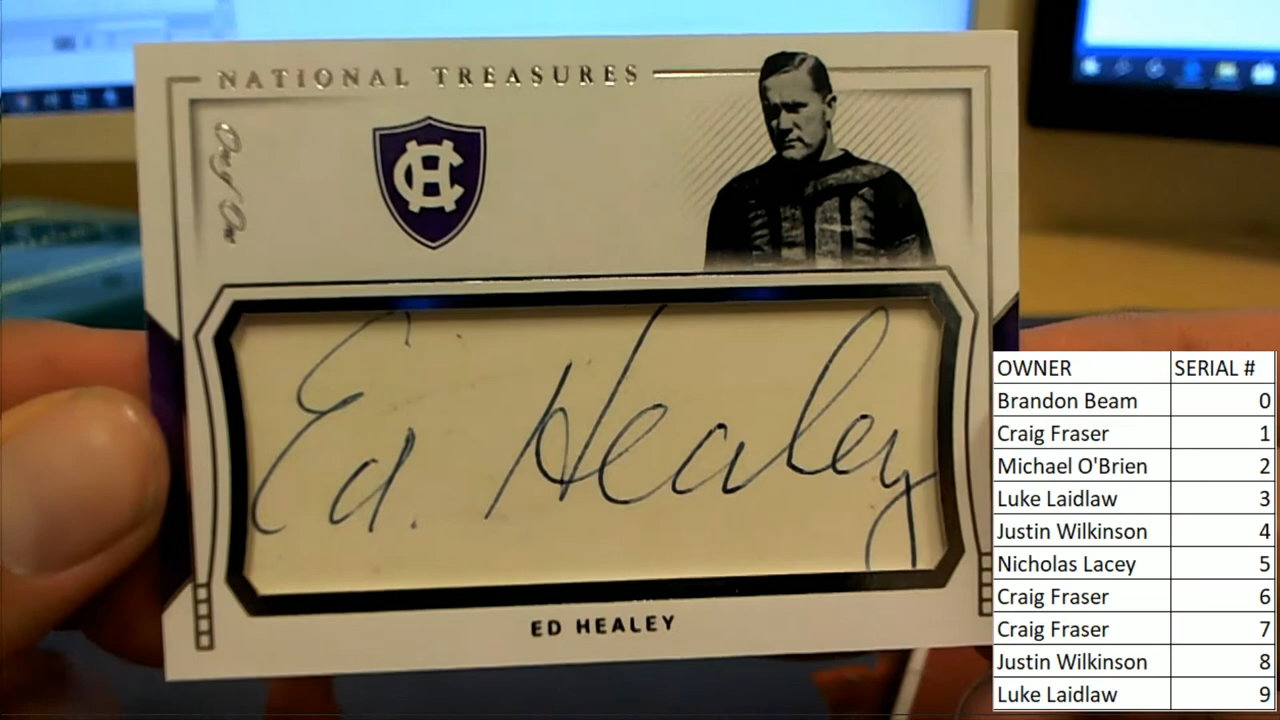 NATIONAL TREASURES
One of One
HC
Ed. Healey
ED HEALEY
OWNER SERIAL #
Brandon Beam 0
Craig Fraser 1
Michael O'Brien 2
Luke Laidlaw 3
Justin Wilkinson 4
Nicholas Lacey 5
Craig Fraser 6
Craig Fraser 7
Justin Wilkinson 8
Luke Laidlaw 9